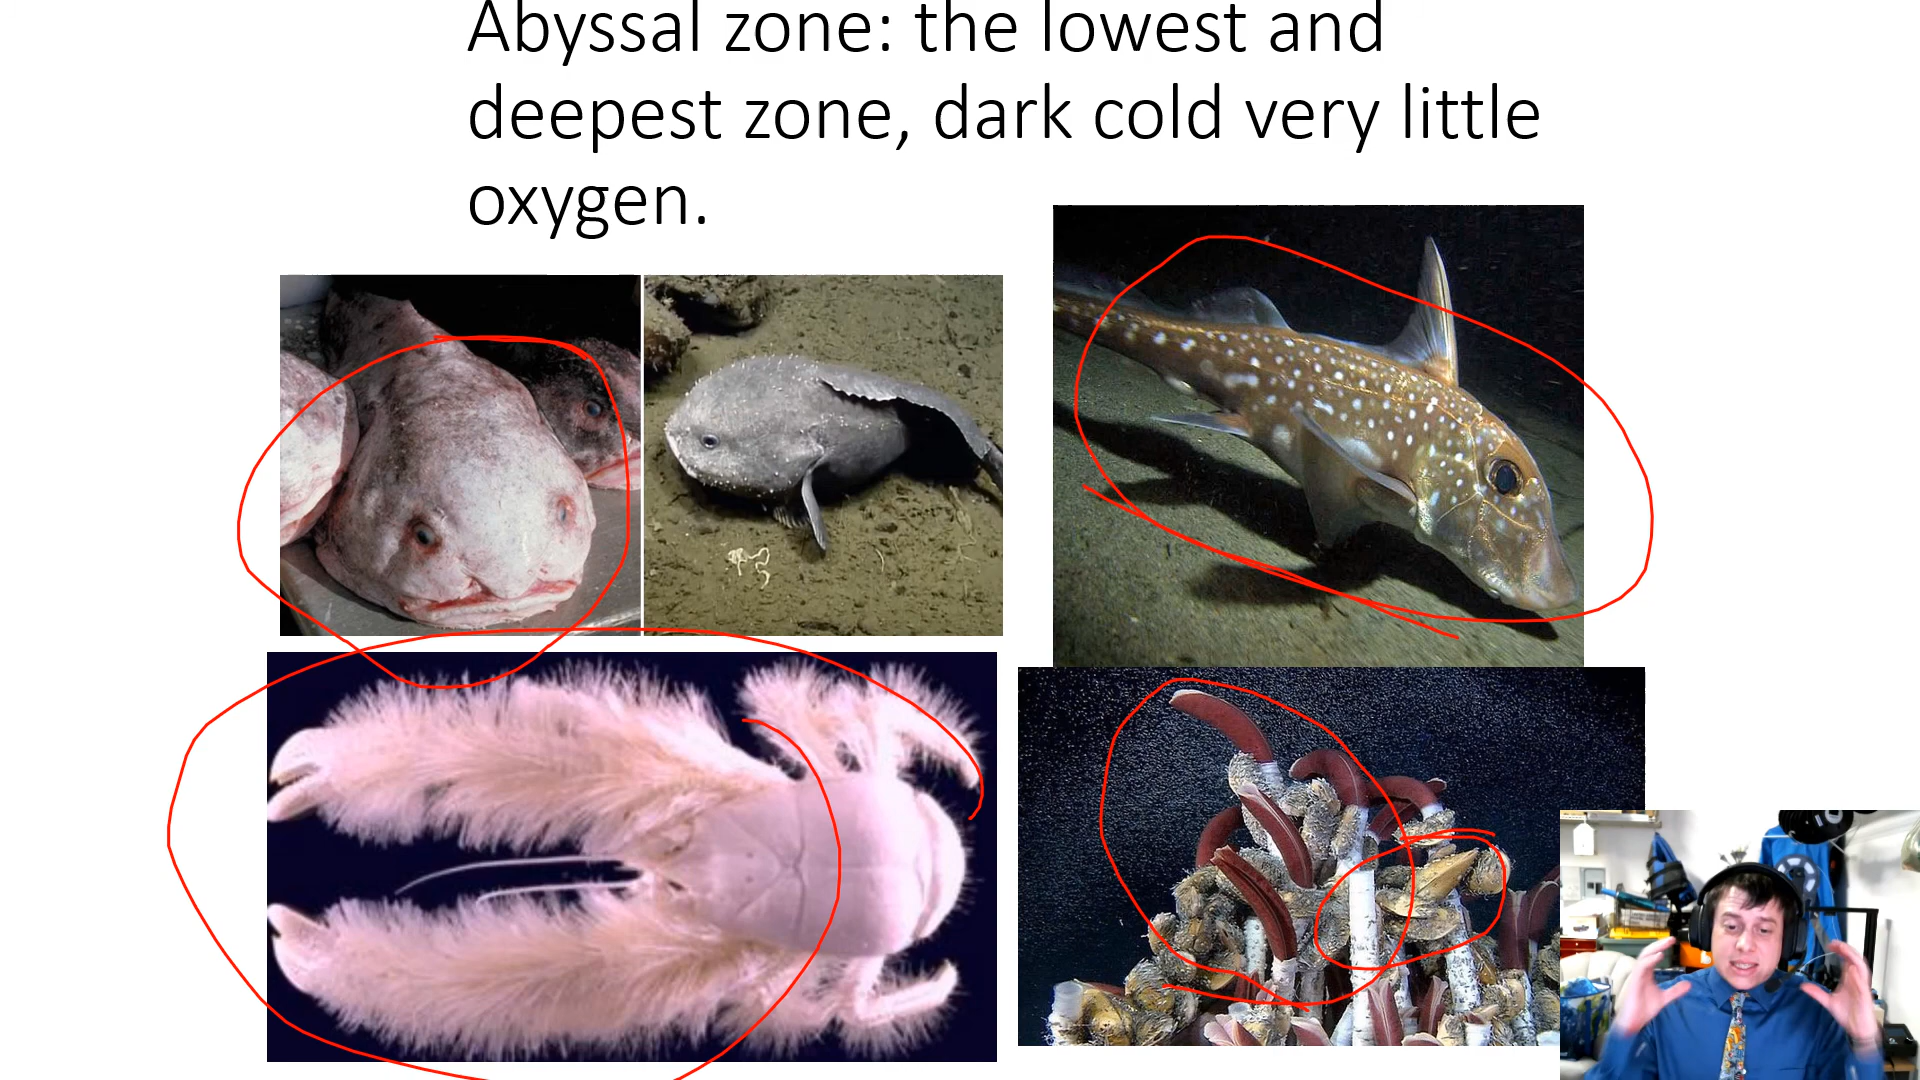 Abyssal zone: the lowest and
deepest zone, dark cold very little
oxygen.